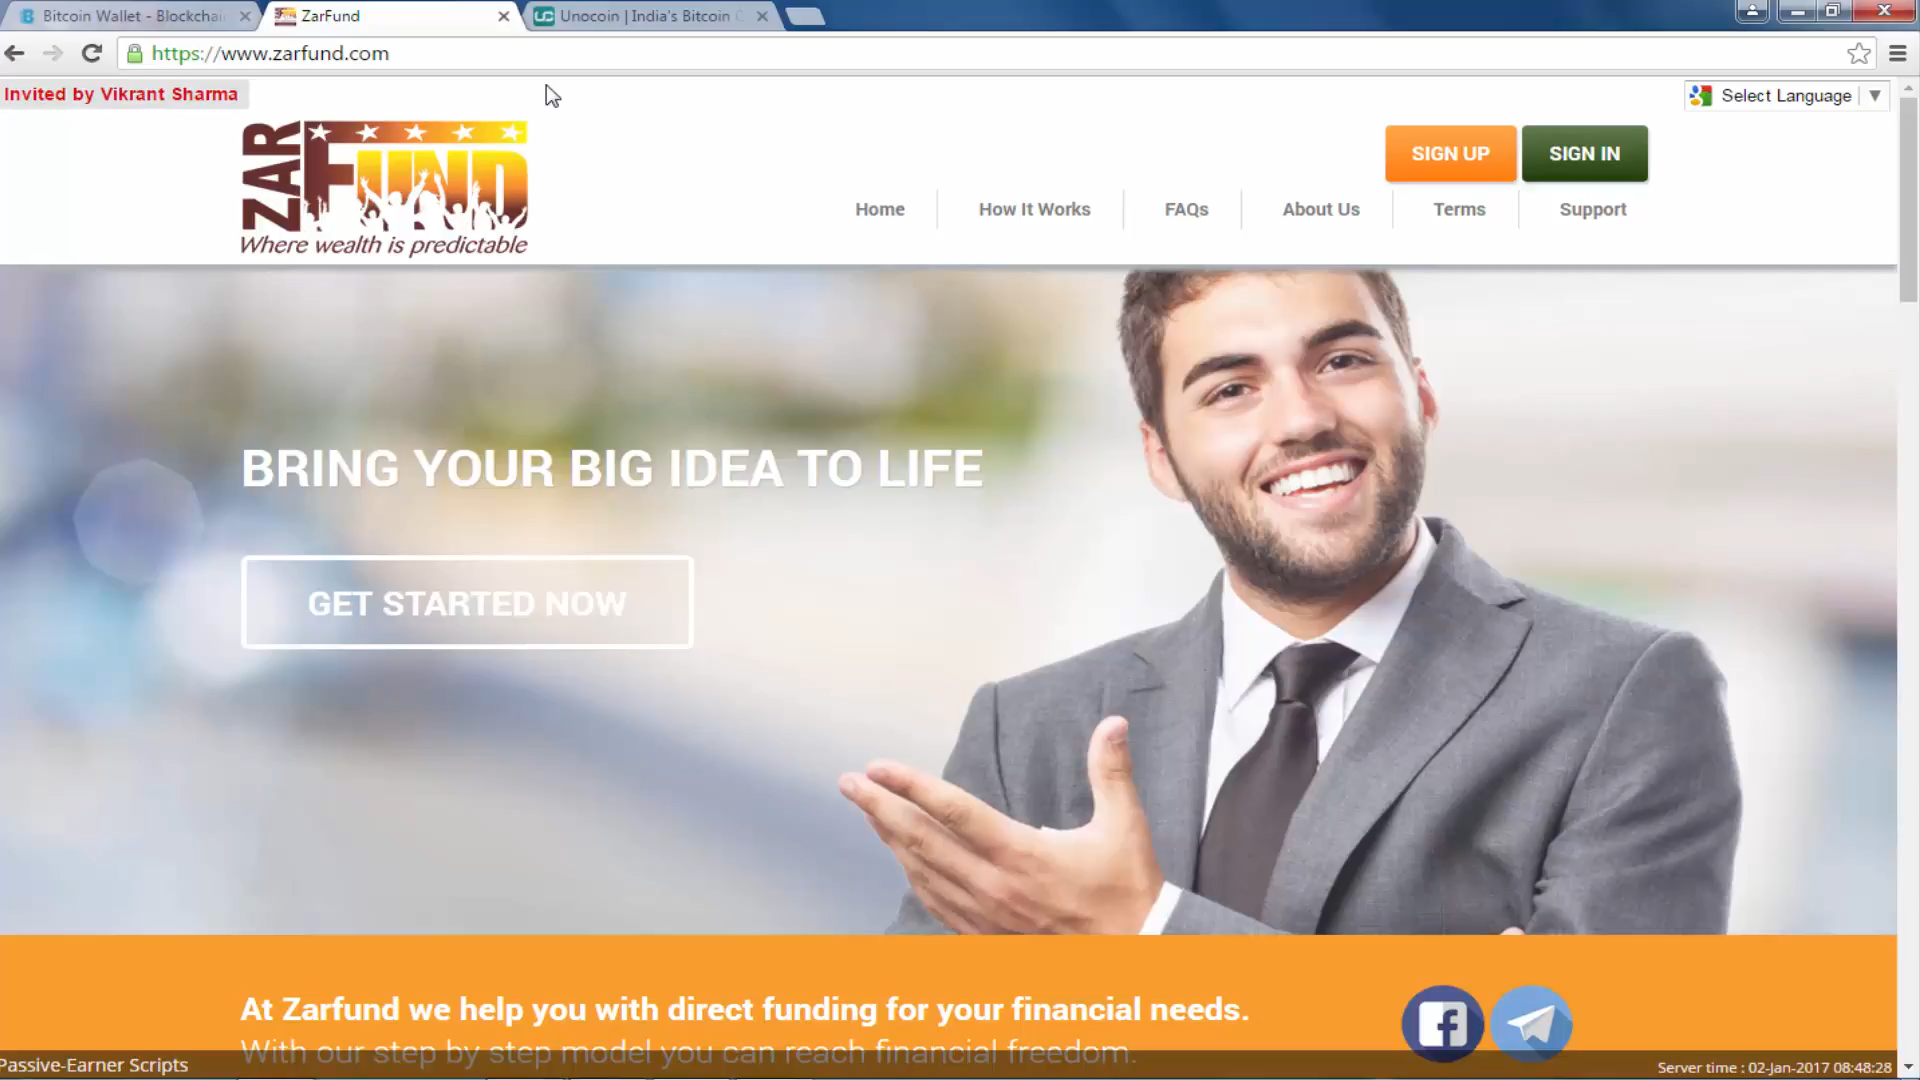 Bitcoin Wallet - Blockchai
ZarFund
Unocoin | India's Bitcoin
https://www.zarfund.com
Invited by Vikrant Sharma
Select Language
ZAR FUND
Where wealth is predictable
SIGN UP
SIGN IN
Home
How It Works
FAQs
About Us
Terms
Support
BRING YOUR BIG IDEA TO LIFE
GET STARTED NOW
At Zarfund we help you with direct funding for your financial needs.
With our step by step model you can reach financial freedom.
Passive-Earner Scripts
Server time : 02-Jan-2017 08:48:28